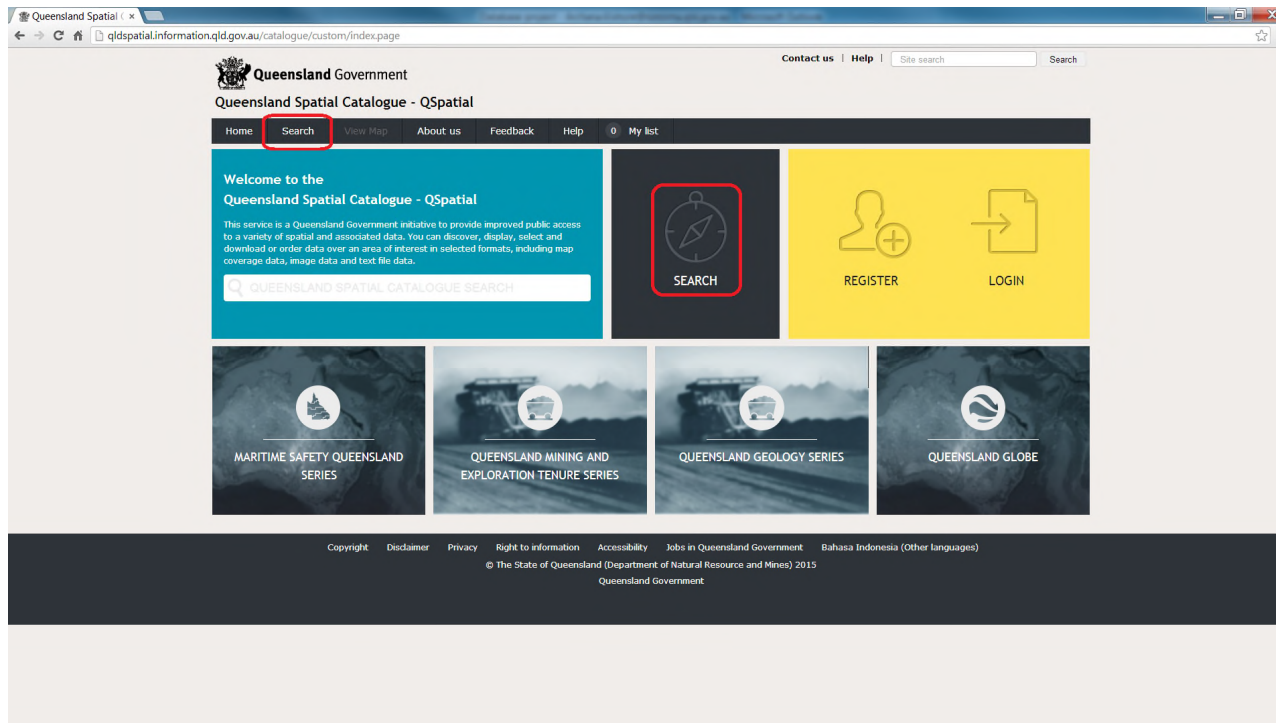 Queensland Spatial (
qldspatial.information.qld.gov.au/catalogue/custom/index.page
Contact us | Help | Site search Search
Queensland Government
Queensland Spatial Catalogue - QSpatial
Home Search View Map About us Feedback Help 0 My list
Welcome to the
Queensland Spatial Catalogue - QSpatial
This service is a Queensland Government initiative to provide improved public access
to a variety of spatial and associated data. You can discover, display, select and
download or order data over an area of interest in selected formats, including map
coverage data, image data and text file data.
QUEENSLAND SPATIAL CATALOGUE SEARCH
SEARCH
REGISTER
LOGIN
MARITIME SAFETY QUEENSLAND
SERIES
QUEENSLAND MINING AND
EXPLORATION TENURE SERIES
QUEENSLAND GEOLOGY SERIES
QUEENSLAND GLOBE
Copyright Disclaimer Privacy Right to information Accessibility Jobs in Queensland Government Bahasa Indonesia (Other languages)
© The State of Queensland (Department of Natural Resource and Mines) 2015
Queensland Government